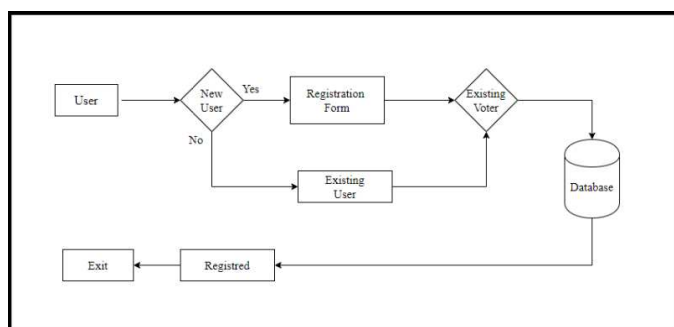 User
New
User
Yes
No
Registration
Form
Existing
Voter
Existing
User
Database
Exit
Registred